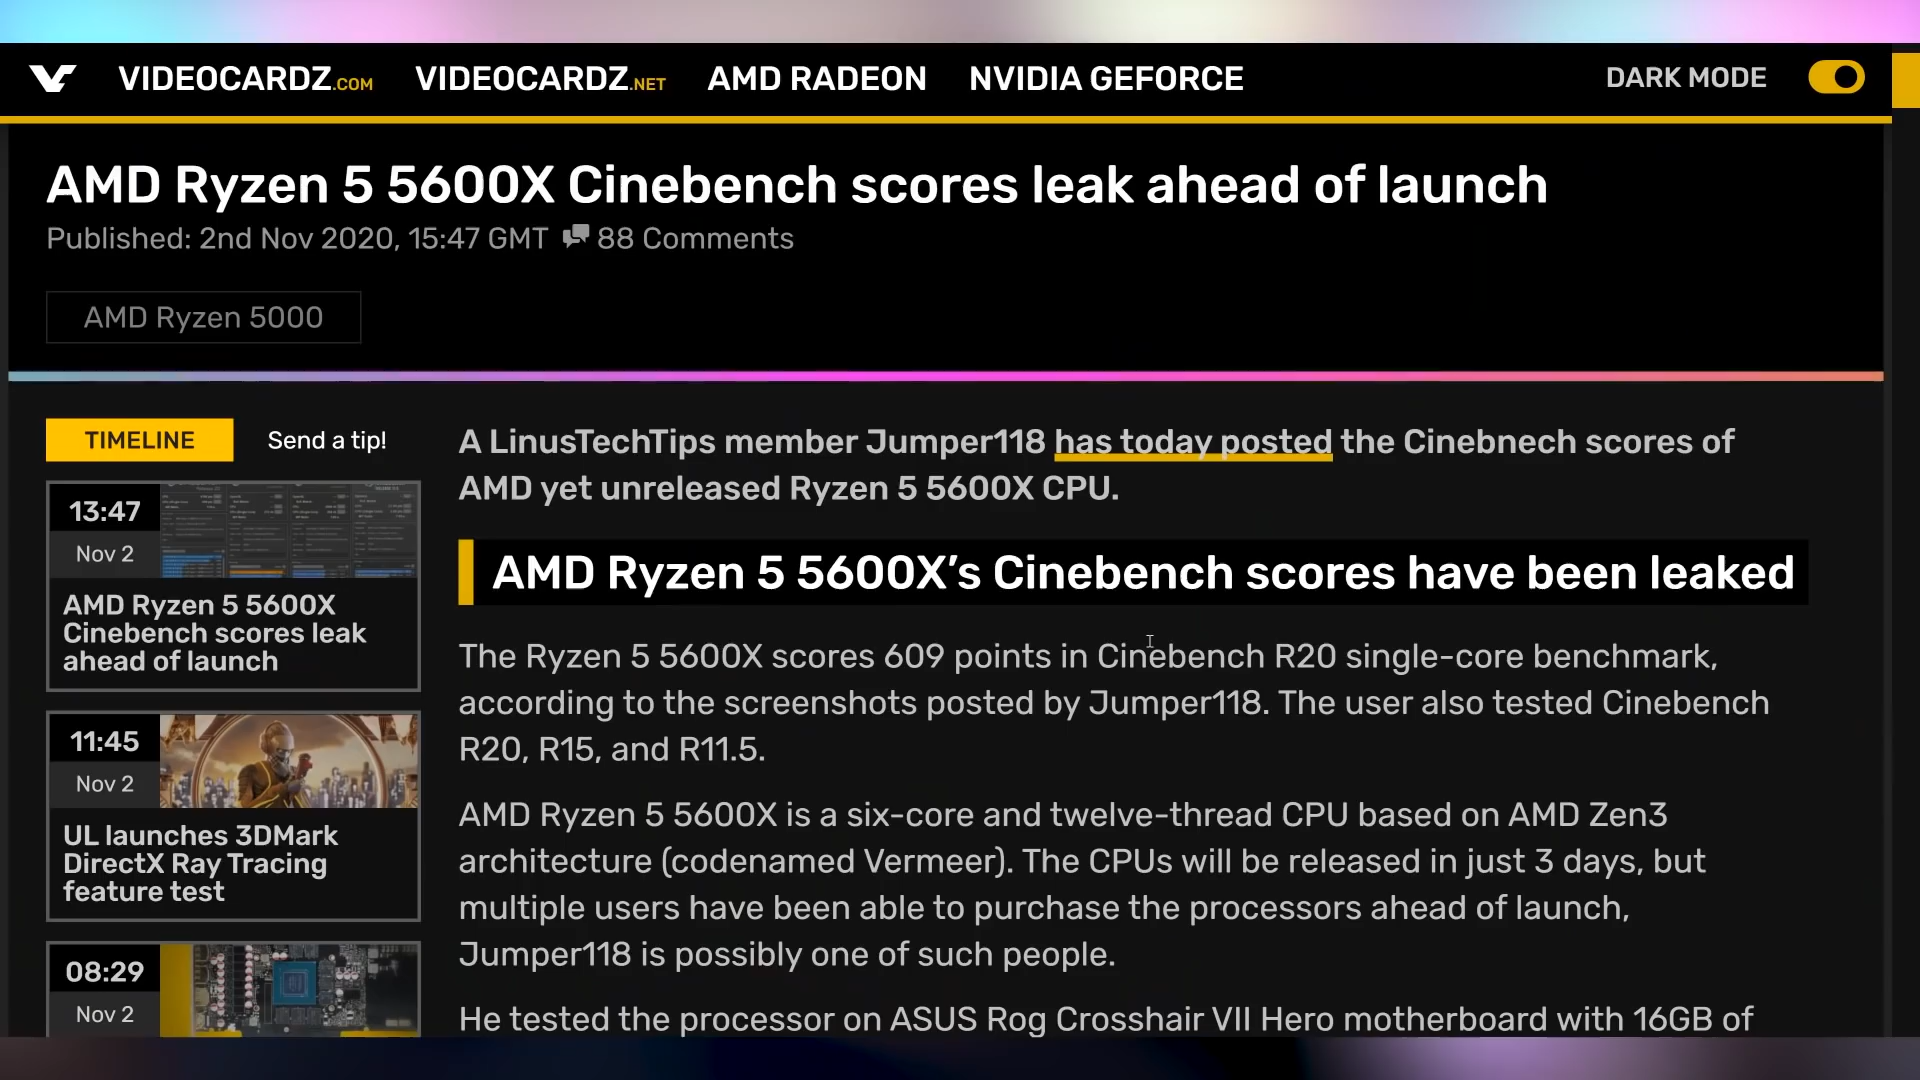 VIDEOCARDZ.COM VIDEOCARDZ.NET AMD RADEON NVIDIA GEFORCE DARK MODE
AMD Ryzen 5 5600X Cinebench scores leak ahead of launch
Published: 2nd Nov 2020, 15:47 GMT 88 Comments
AMD Ryzen 5000
TIMELINE Send a tip!
13:47
Nov 2
AMD Ryzen 5 5600X
Cinebench scores leak
ahead of launch
11:45
Nov 2
UL launches 3DMark
DirectX Ray Tracing
feature test
08:29
Nov 2
A LinusTechTips member Jumper118 has today posted the Cinebnech scores of
AMD yet unreleased Ryzen 5 5600X CPU.
AMD Ryzen 5 5600X’s Cinebench scores have been leaked
The Ryzen 5 5600X scores 609 points in Cinebench R20 single-core benchmark,
according to the screenshots posted by Jumper118. The user also tested Cinebench
R20, R15, and R11.5.
AMD Ryzen 5 5600X is a six-core and twelve-thread CPU based on AMD Zen3
architecture (codenamed Vermeer). The CPUs will be released in just 3 days, but
multiple users have been able to purchase the processors ahead of launch,
Jumper118 is possibly one of such people.
He tested the processor on ASUS Rog Crosshair VII Hero motherboard with 16GB of